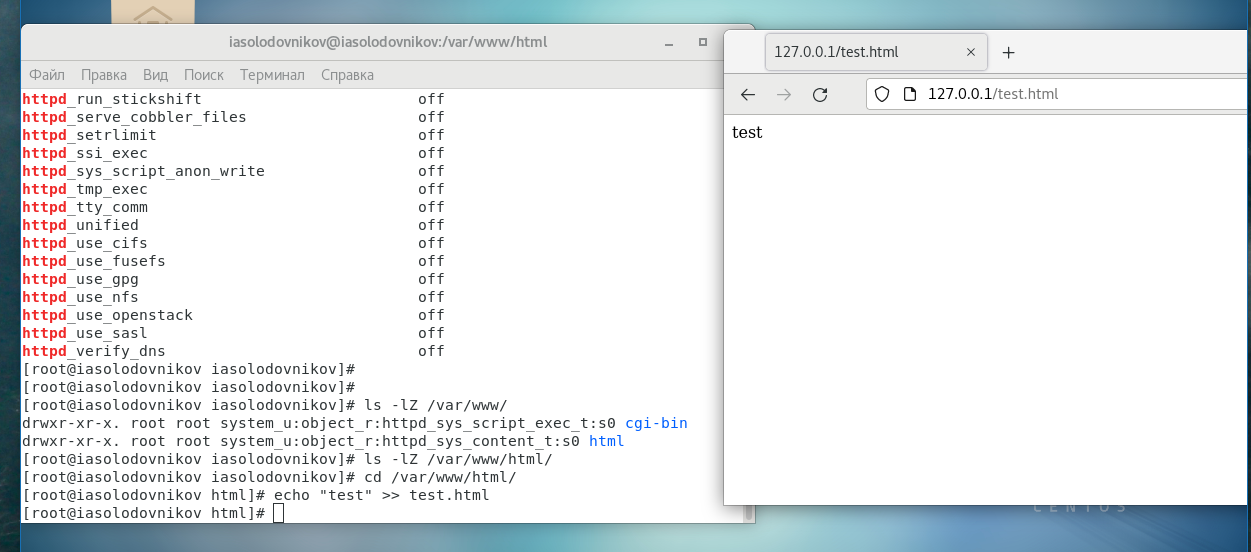 iasolodovnikov@iasolodovnikov:/var/www/html
Файл Правка Вид Поиск Терминал Справка
httpd_run_stickshift off
httpd_serve_cobbler_files off
httpd_setrlimit off
httpd_ssi_exec off
httpd_sys_script_anon_write off
httpd_tmp_exec off
httpd_tty_comm off
httpd_unified off
httpd_use_cifs off
httpd_use_fusefs off
httpd_use_gpg off
httpd_use_nfs off
httpd_use_openstack off
httpd_use_sasl off
httpd_verify_dns off
[root@iasolodovnikov iasolodovnikov]#
[root@iasolodovnikov iasolodovnikov]#
[root@iasolodovnikov iasolodovnikov]# ls -lZ /var/www/
drwxr-xr-x. root root system_u:object_r:httpd_sys_script_exec_t:s0 cgi-bin
drwxr-xr-x. root root system_u:object_r:httpd_sys_content_t:s0 html
[root@iasolodovnikov iasolodovnikov]# ls -lZ /var/www/html/
[root@iasolodovnikov iasolodovnikov]# cd /var/www/html/
[root@iasolodovnikov html]# echo "test" >> test.html
[root@iasolodovnikov html]#
127.0.0.1/test.html
127.0.0.1/test.html
test
CENTOS